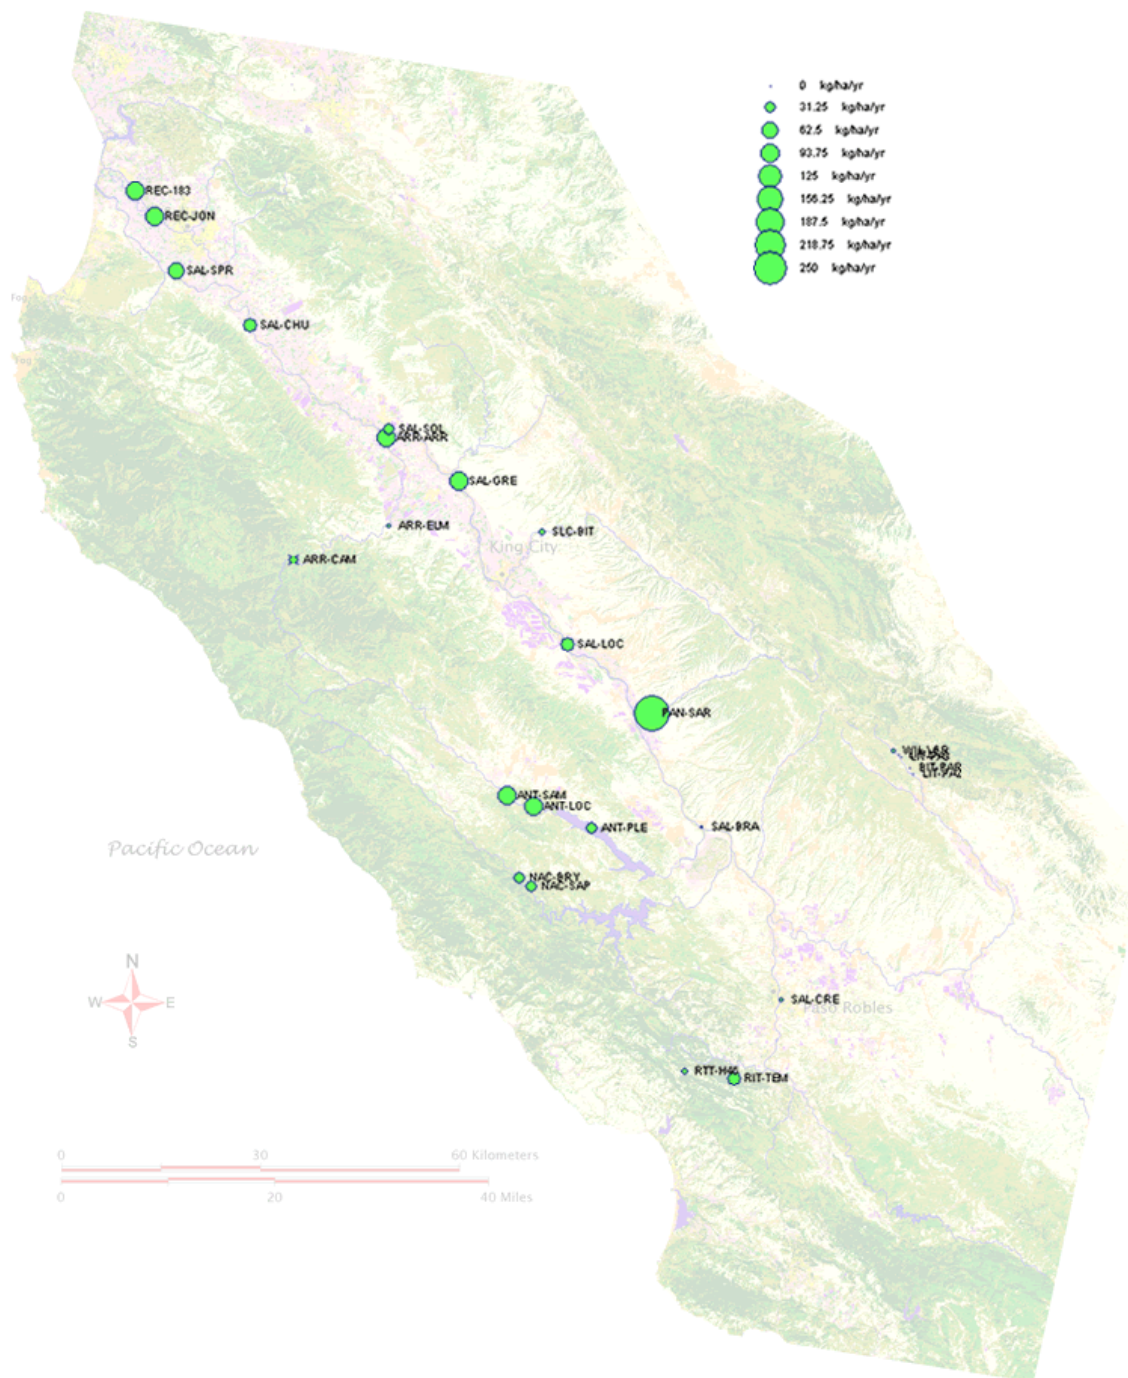 0 kg/ha/yr
31.25 kg/ha/yr
62.5 kg/ha/yr
93.75 kg/ha/yr
125 kg/ha/yr
156.25 kg/ha/yr
187.5 kg/ha/yr
218.75 kg/ha/yr
250 kg/ha/yr
REC-183
REC-JON
SAL-SPR
Fog
SAL-CHU
Fog
SAL-SOL
ARR-ARR
SAL-GRE
ARR-ELM
SLC-BIT
King City
ARR-CAM
SAL-LOC
PAN-SAR
ANT-SAM
ANT-LOC
ANT-PLE
SAL-BRA
Pacific Ocean
NAC-BRY
NAC-SAP
N
W E
S
SAL-CRE
Paso Robles
RTT-H46
RIT-TEM
0 30 60 Kilometers
0 20 40 Miles